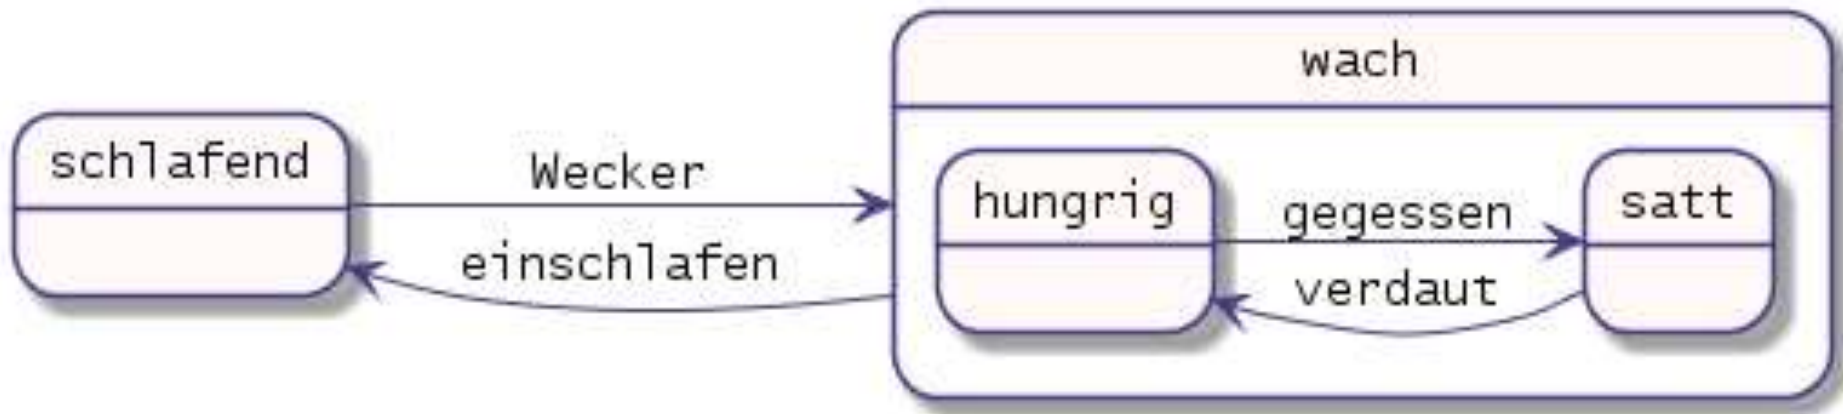 wach
schlafend
Wecker
einschlafen
hungrig
gegessen
verdaut
satt